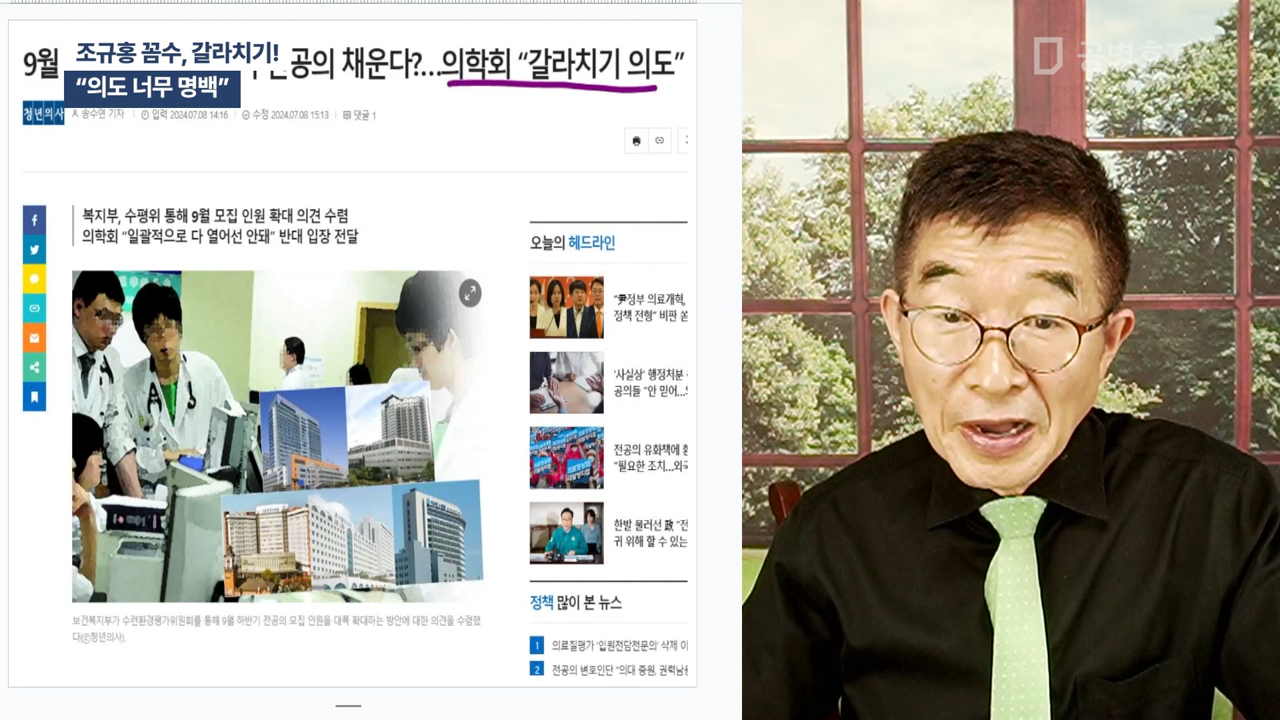 조규홍 꼼수, 갈라치기!
“의도 너무 명백”
9월 공의 채운다?…의학회 “갈라치기 의도”
청년의사
송수연 기자
입력 2024.07.08 14:16
수정 2024.07.08 15:13
댓글 1
복지부, 수평위 통해 9월 모집 인원 확대 의견 수렴
의학회 “일괄적으로 다 열어선 안돼” 반대 입장 전달
보건복지부가 수련환경평가위원회를 통해 9월 하반기 전공의 모집 인원을 대폭 확대하는 방안에 대한 의견을 수렴했
다(ⓒ청년의사).
오늘의 헤드라인
“尹정부 의료개혁,
정책 전형” 비판 쏟
‘사실상’ 행정처분
공의들 “안 믿어…
전공의 유화책에
“필요한 조치…외국
한발 물러선 政 “전
귀 위해 할 수 있는
정책 많이 본 뉴스
1 의료질평가 ‘입원전담전문의’ 삭제
2 전공의 변호인단 “의대 증원, 권력남용